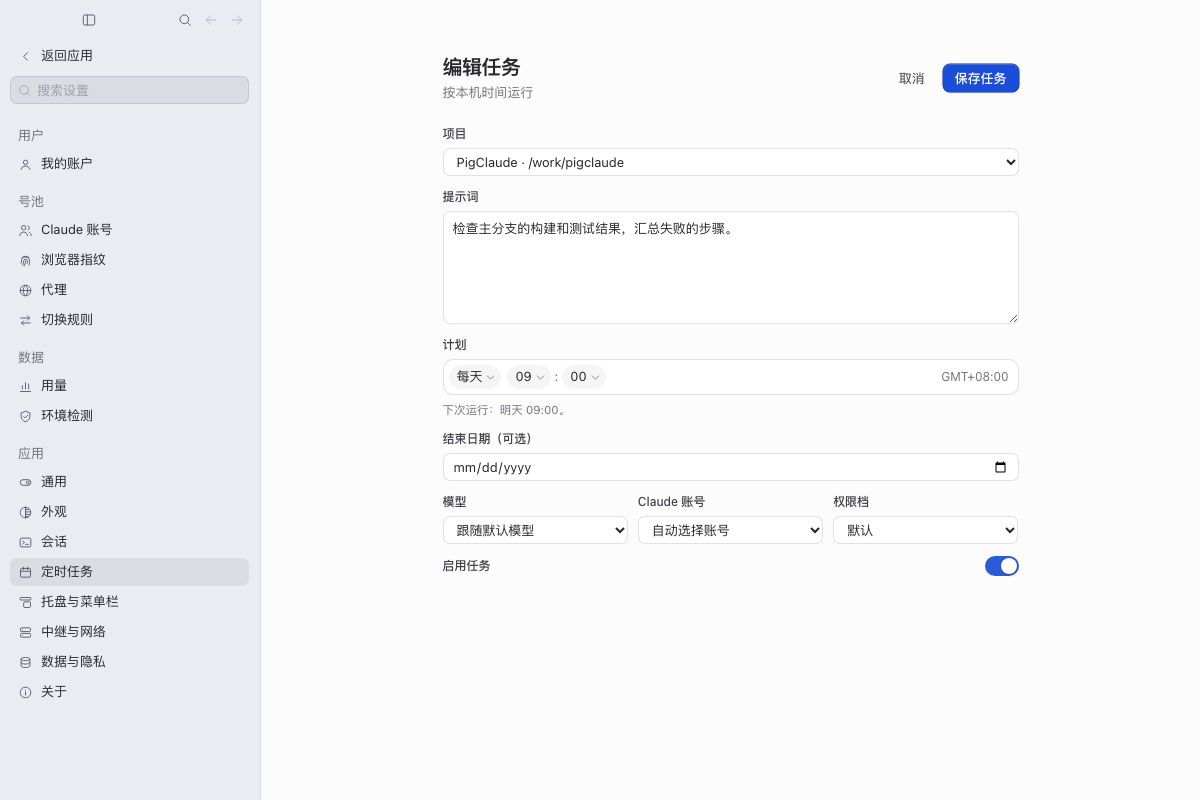 返回应用
搜索设置
用户
我的账户
号池
Claude 账号
浏览器指纹
代理
切换规则
数据
用量
环境检测
应用
通用
外观
会话
定时任务
托盘与菜单栏
中继与网络
数据与隐私
关于
编辑任务
按本机时间运行
取消
保存任务
项目
PigClaude · /work/pigclaude
提示词
检查主分支的构建和测试结果，汇总失败的步骤。
计划
每天 09 : 00 GMT+08:00
下次运行：明天 09:00。
结束日期（可选）
mm/dd/yyyy
模型 Claude 账号 权限档
跟随默认模型 自动选择账号 默认
启用任务